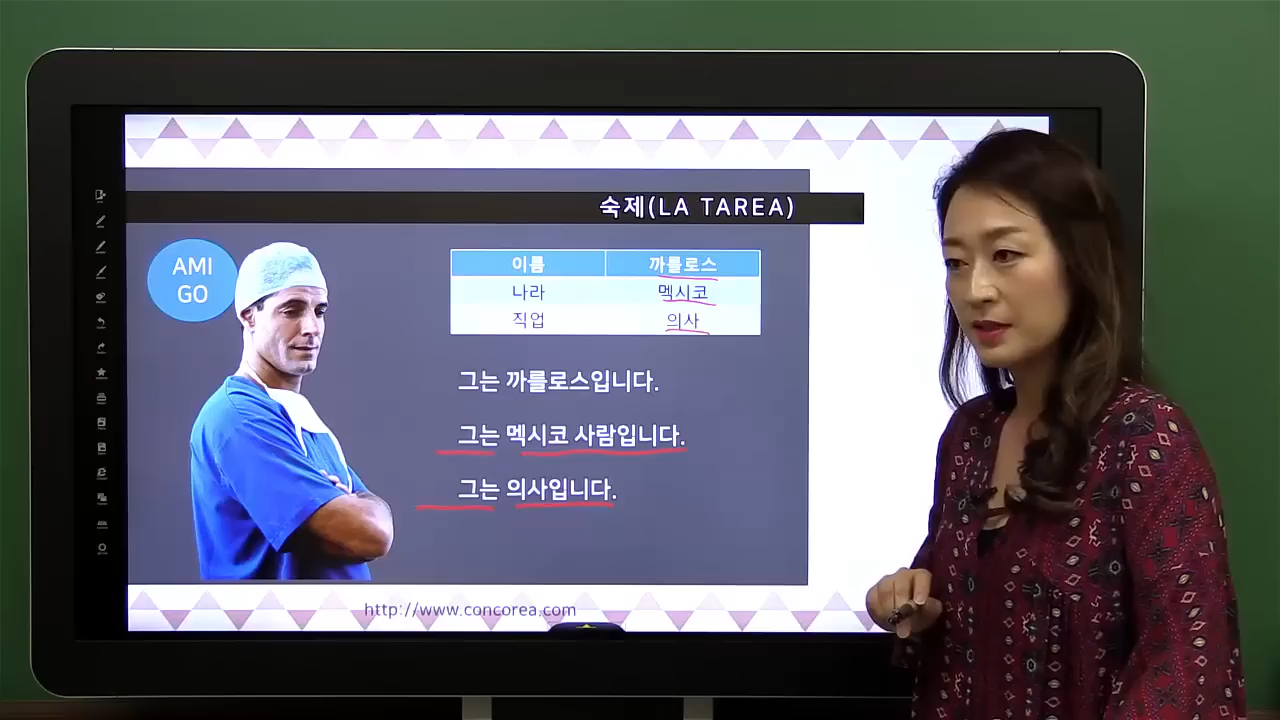 숙제(LA TAREA)
AMI
GO
이름 까를로스
나라 멕시코
직업 의사
그는 까를로스입니다.
그는 멕시코 사람입니다.
그는 의사입니다.
http://www.concorea.com